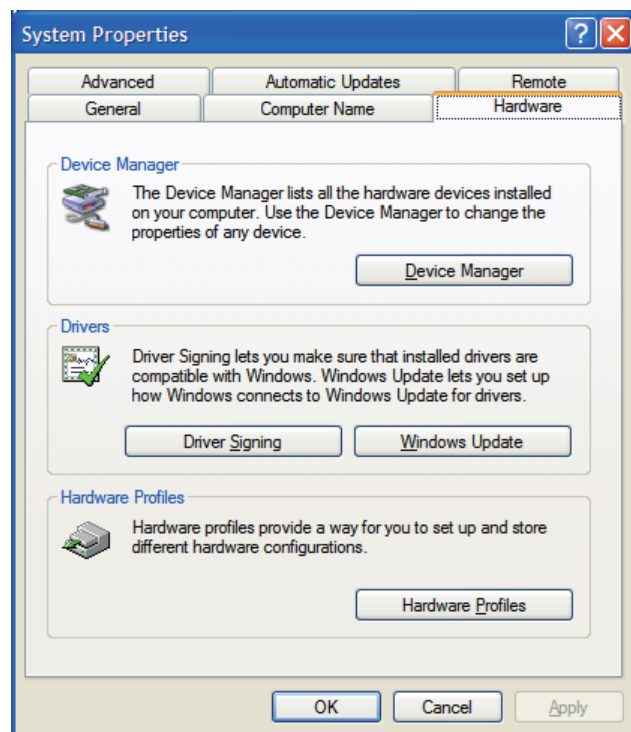 System Properties
?
Advanced
Automatic Updates
Remote
General
Computer Name
Hardware
Device Manager
The Device Manager lists all the hardware devices installed
on your computer. Use the Device Manager to change the
properties of any device.
Device Manager
Drivers
Driver Signing lets you make sure that installed drivers are
compatible with Windows. Windows Update lets you set up
how Windows connects to Windows Update for drivers.
Driver Signing
Windows Update
Hardware Profiles
Hardware profiles provide a way for you to set up and store
different hardware configurations.
Hardware Profiles
OK
Cancel
Apply